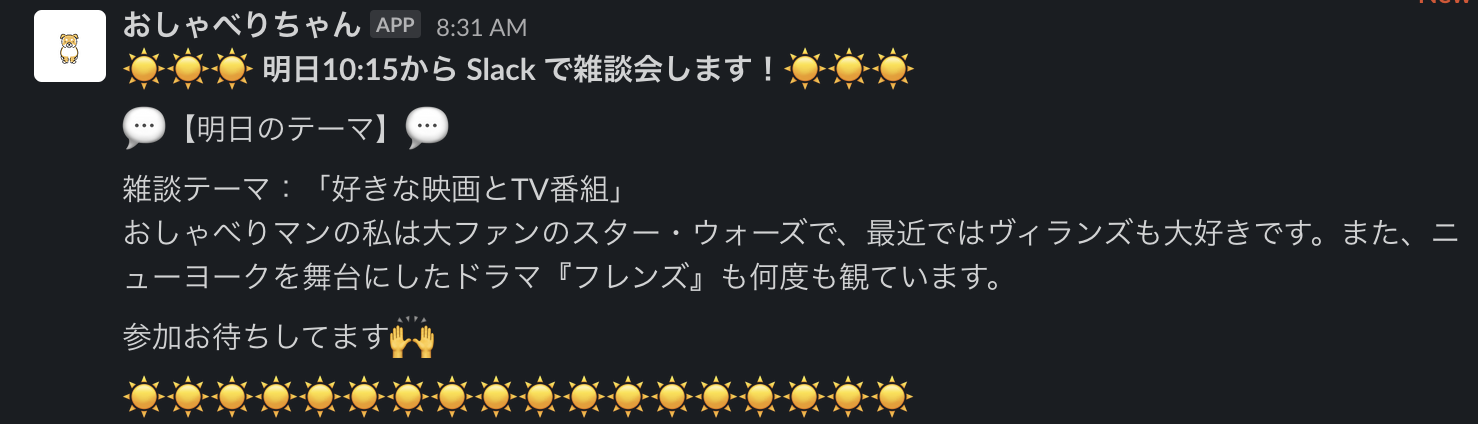 New
おしゃべりちゃん APP 8:31 AM
☀️☀️☀️ 明日10:15から Slack で雑談会します!☀️☀️☀️
💬【明日のテーマ】💬
雑談テーマ:「好きな映画とTV番組」
おしゃべりマンの私は大ファンのスター・ウォーズで、最近ではヴィランズも大好きです。また、ニ
ューヨークを舞台にしたドラマ『フレンズ』も何度も観ています。
参加お待ちしてます🙌
☀️☀️☀️☀️☀️☀️☀️☀️☀️☀️☀️☀️☀️☀️☀️☀️☀️☀️